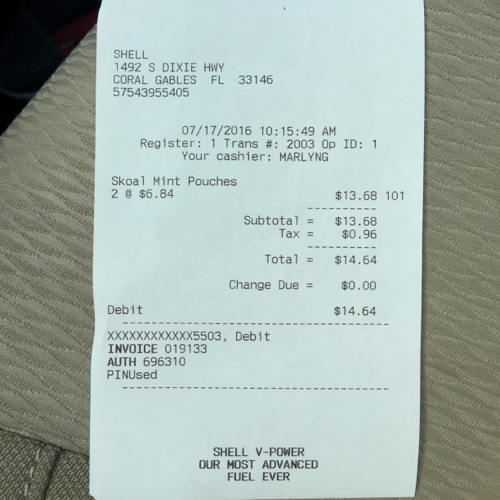 SHELL
1492 S DIXIE HWY
CORAL GABLES FL 33146
57543955405
07/17/2016 10:15:49 AM
Register: 1 Trans #: 2003 Op ID: 1
Your cashier: MARLYNG
Skoal Mint Pouches
2 @ $6.84 $13.68 101
----------
Subtotal = $13.68
Tax = $0.96
----------
Total = $14.64
Change Due = $0.00
Debit $14.64
----------------------------------------
XXXXXXXXXXXX5503, Debit
INVOICE 019133
AUTH 696310
PINUsed
----------------------------------------
SHELL V-POWER
OUR MOST ADVANCED
FUEL EVER